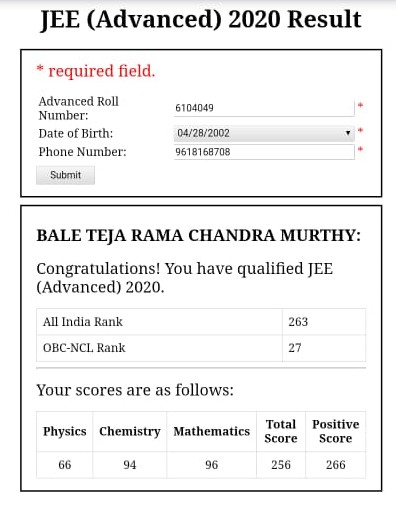 JEE (Advanced) 2020 Result
* required field.
Advanced Roll
Number:
6104049 *
Date of Birth: 04/28/2002 *
Phone Number: 9618168708 *
Submit
BALE TEJA RAMA CHANDRA MURTHY:
Congratulations! You have qualified JEE
(Advanced) 2020.
All India Rank 263
OBC-NCL Rank 27
Your scores are as follows:
Physics Chemistry Mathematics Total Score Positive Score
66 94 96 256 266